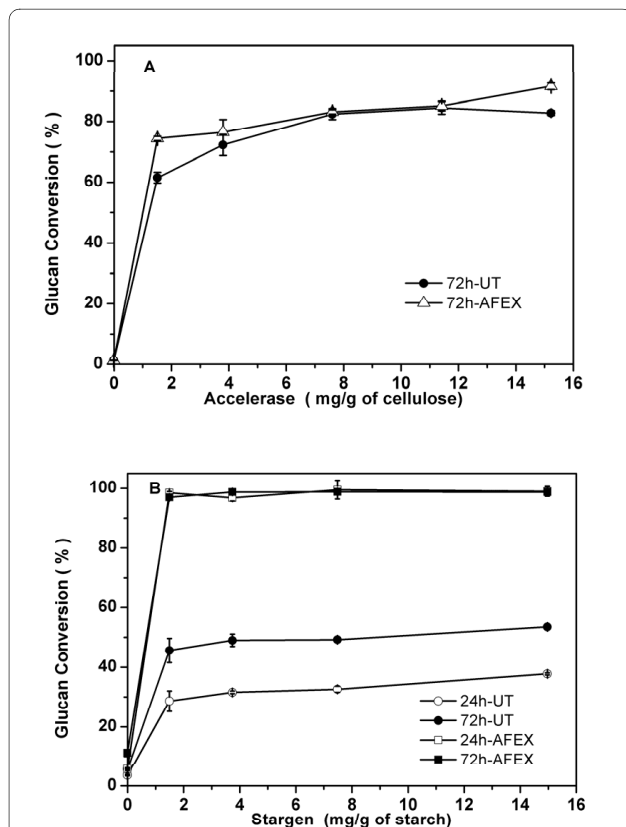 A
100
80
60
40
20
0
Glucan Conversion ( % )
72h-UT
72h-AFEX
0 2 4 6 8 10 12 14 16
Accelerase ( mg/g of cellulose)
B
100
80
60
40
20
0
Glucan Conversion ( % )
24h-UT
72h-UT
24h-AFEX
72h-AFEX
0 2 4 6 8 10 12 14 16
Stargen (mg/g of starch)